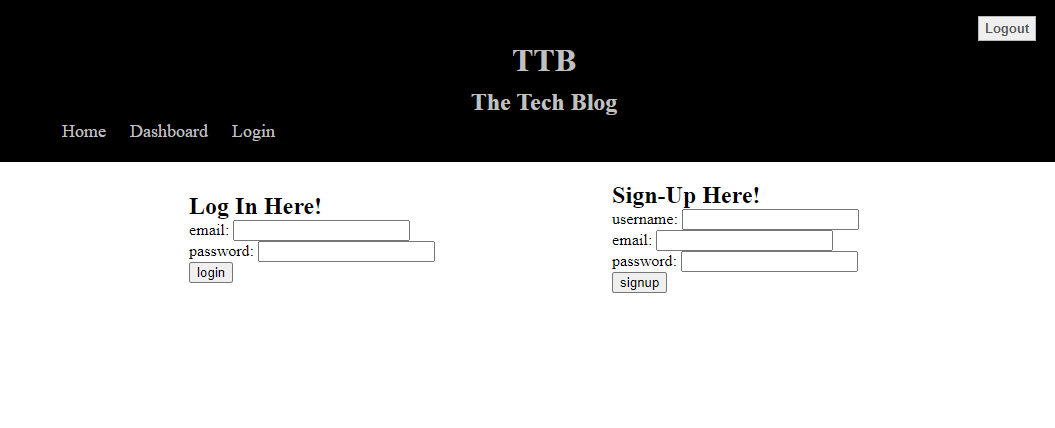 Logout
TTB
The Tech Blog
Home Dashboard Login
Log In Here!
email:
password:
login
Sign-Up Here!
username:
email:
password:
signup